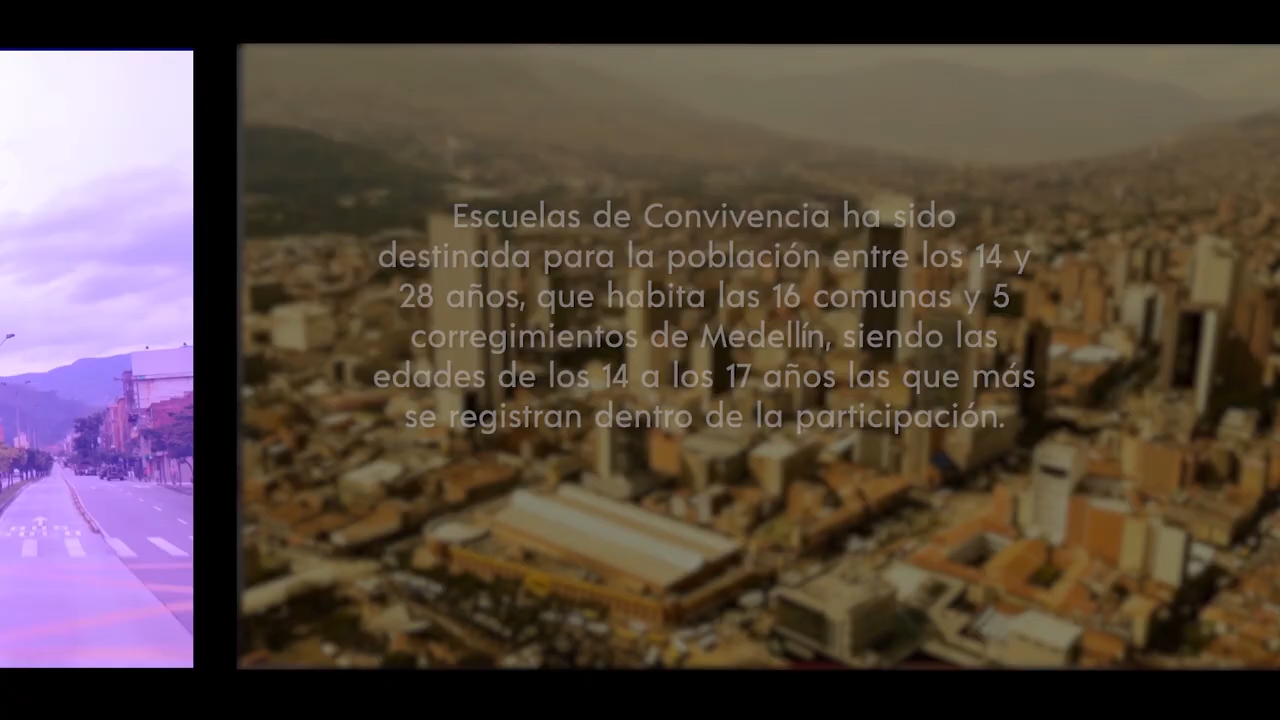 Escuelas de Convivencia ha sido
destinada para la población entre los 14 y
28 años, que habita las 16 comunas y 5
corregimientos de Medellín, siendo las
edades de los 14 a los 17 años las que más
se registran dentro de la participación.